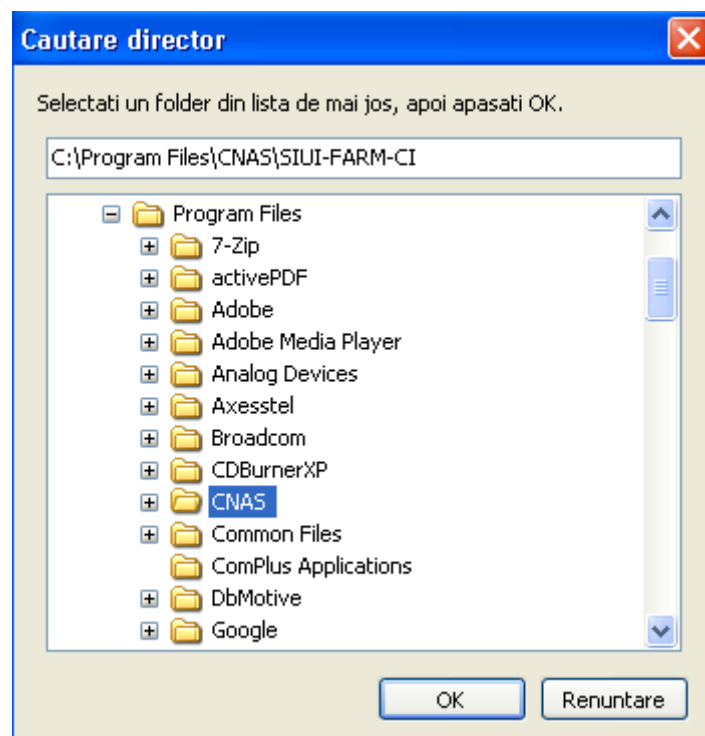 Cautare director
Selectati un folder din lista de mai jos, apoi apasati OK.
C:\Program Files\CNAS\SIUI-FARM-CI
Program Files
7-Zip
activePDF
Adobe
Adobe Media Player
Analog Devices
Axesstel
Broadcom
CDBurnerXP
CNAS
Common Files
ComPlus Applications
DbMotive
Google
OK Renuntare